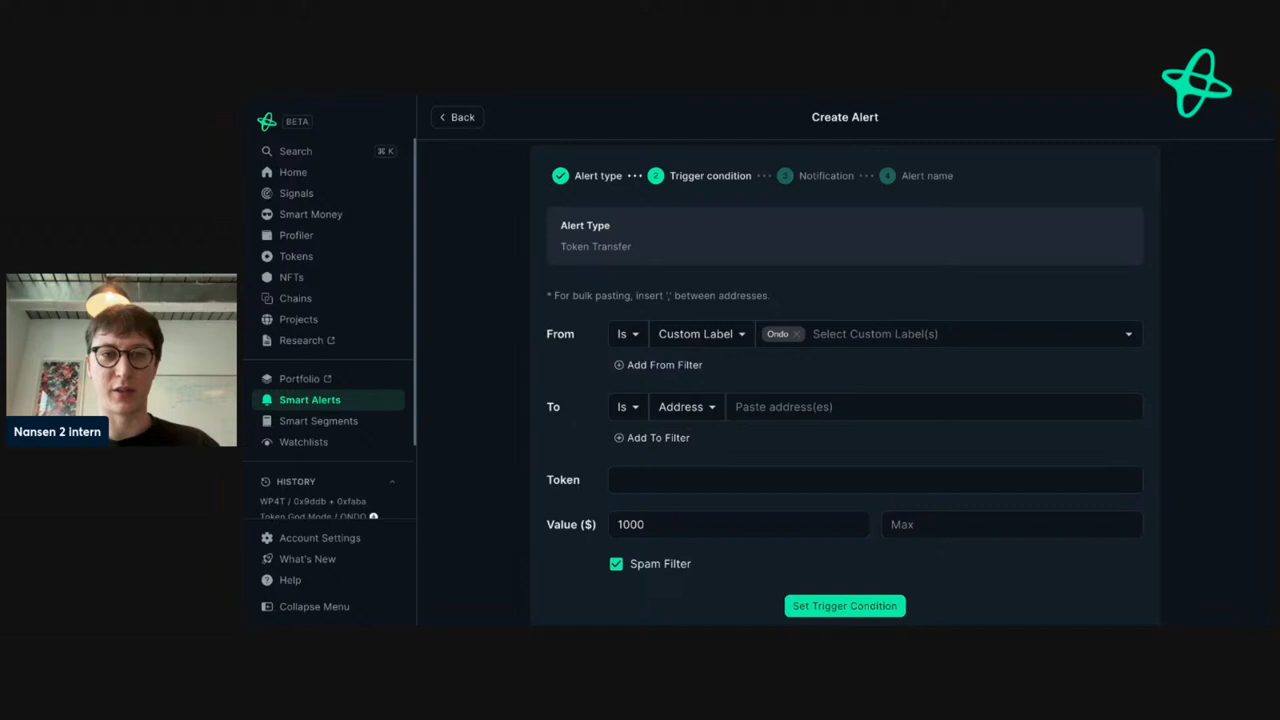 BETA
Search ⌘ K
Home
Signals
Smart Money
Profiler
Tokens
NFTs
Chains
Projects
Research
Portfolio
Smart Alerts
Smart Segments
Watchlists
HISTORY
WP4T / 0x9ddb + 0xfaba
Token God Mode / ONDO
Account Settings
What's New
Help
Collapse Menu
Back
Create Alert
Alert type ··· 2 Trigger condition ··· 3 Notification ··· 4 Alert name
Alert Type
Token Transfer
* For bulk pasting, insert ',' between addresses.
From Is Custom Label Ondo × Select Custom Label(s)
Add From Filter
To Is Address Paste address(es)
Add To Filter
Token
Value ($) 1000 Max
Spam Filter
Set Trigger Condition
Nansen 2 intern